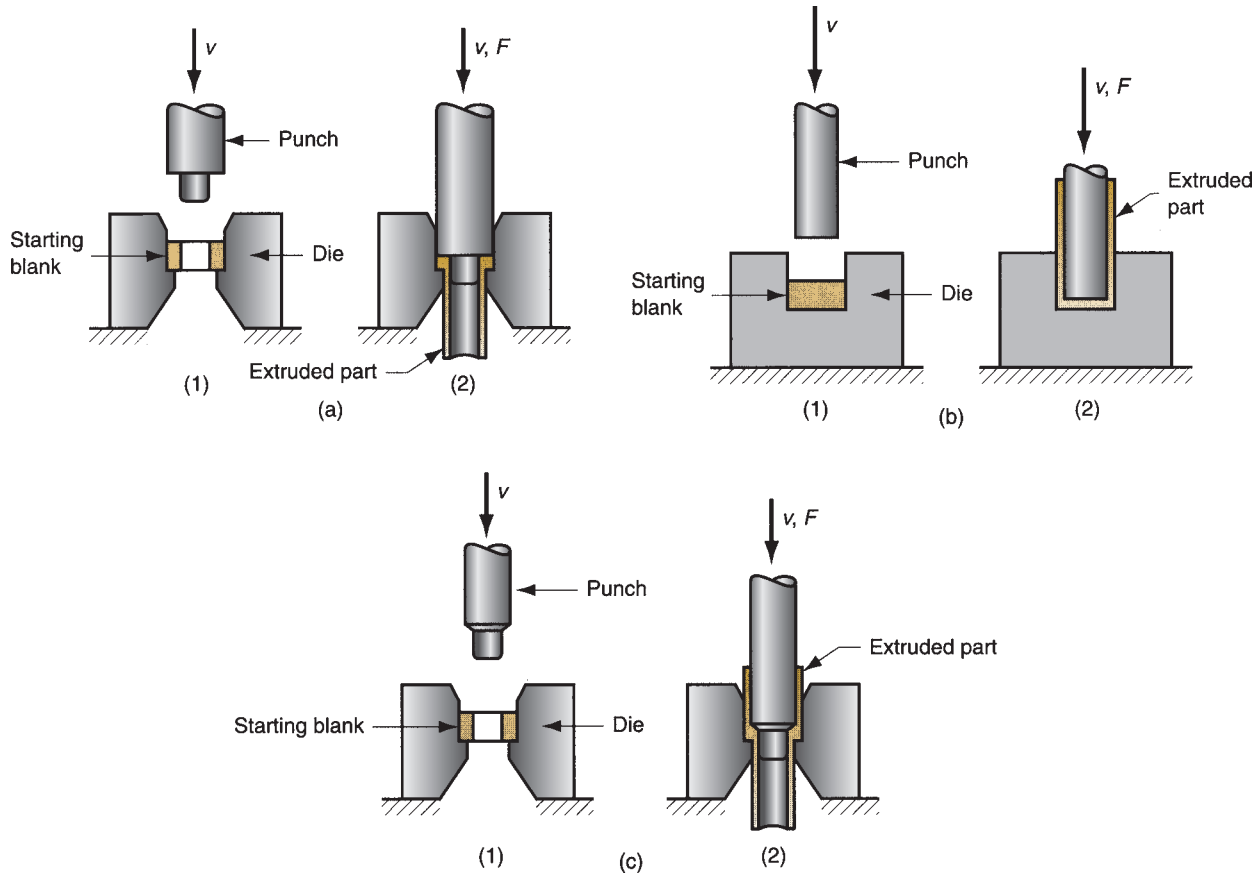 v
Punch
Starting
blank
Die
(1)
v, F
Extruded part
(2)
(a)
v
Punch
Starting
blank
Die
(1)
v, F
Extruded
part
(2)
(b)
v
Punch
Starting blank
Die
(1)
v, F
Extruded part
(2)
(c)